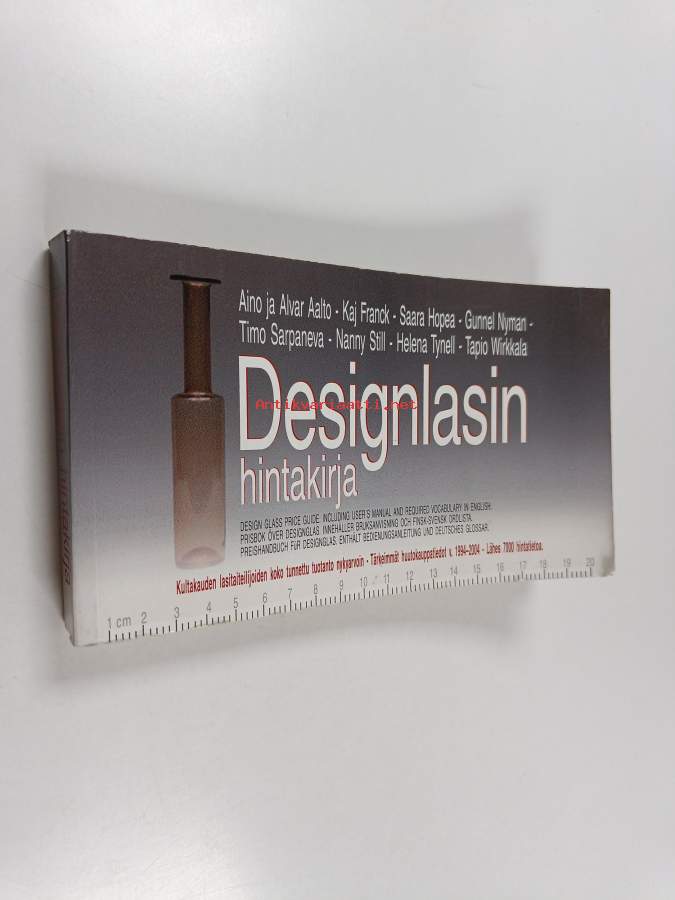 Aino ja Alvar Aalto - Kaj Franck - Saara Hopea - Gunnel Nyman -
Timo Sarpaneva - Nanny Still - Helena Tynell - Tapio Wirkkala
Designlasin
Antikvariaatti.net
hintakirja
DESIGN GLASS PRICE GUIDE. INCLUDING USER'S MANUAL AND REQUIRED VOCABULARY IN ENGLISH.
PRISBOK ÖVER DESIGNGLAS. INNEHÅLLER BRUKSANVISNING OCH FINSK-SVENSK ORDLISTA.
PREISHANDBUCH FÜR DESIGNGLAS. ENTHÄLT BEDIENUNGSANLEITUNG UND DEUTSCHES GLOSSAR.
Kultakauden lasitaiteilijoiden koko tunnettu tuotanto nykyarvoin - Tärkeimmät huutokauppatiedot v. 1994-2004 - Lähes 7000 hintatietoa.
1 cm 2 3 4 5 6 7 8 9 10 11 12 13 14 15 16 17 18 19 20
hintakirja